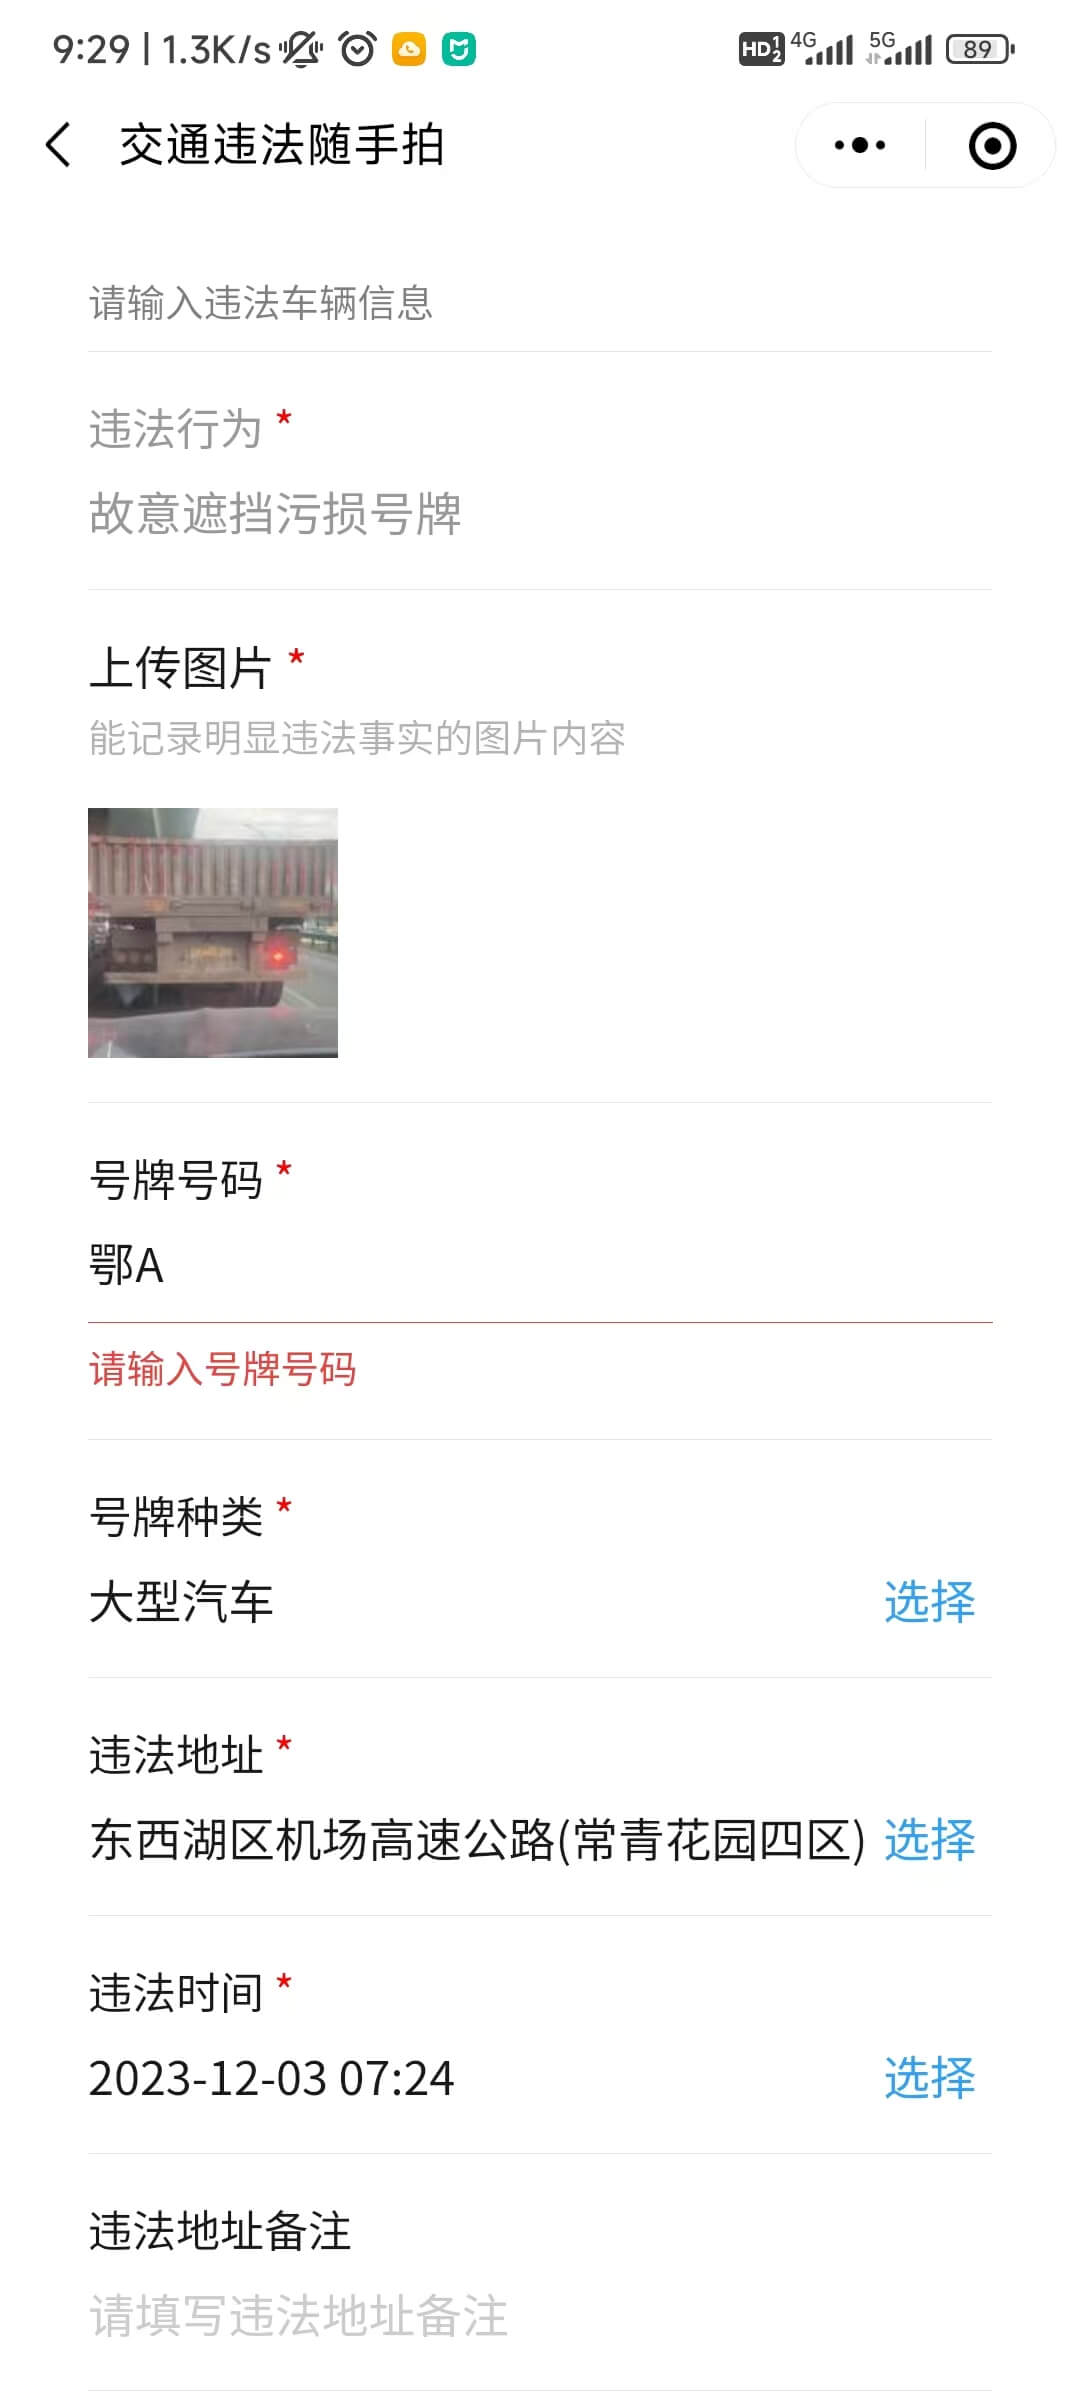 9:29 | 1.3K/s HD 1 2 4G 5G 89
交通违法随手拍
请输入违法车辆信息
违法行为 *
故意遮挡污损号牌
上传图片 *
能记录明显违法事实的图片内容
号牌号码 *
鄂A
请输入号牌号码
号牌种类 *
大型汽车 选择
违法地址 *
东西湖区机场高速公路(常青花园四区) 选择
违法时间 *
2023-12-03 07:24 选择
违法地址备注
请填写违法地址备注